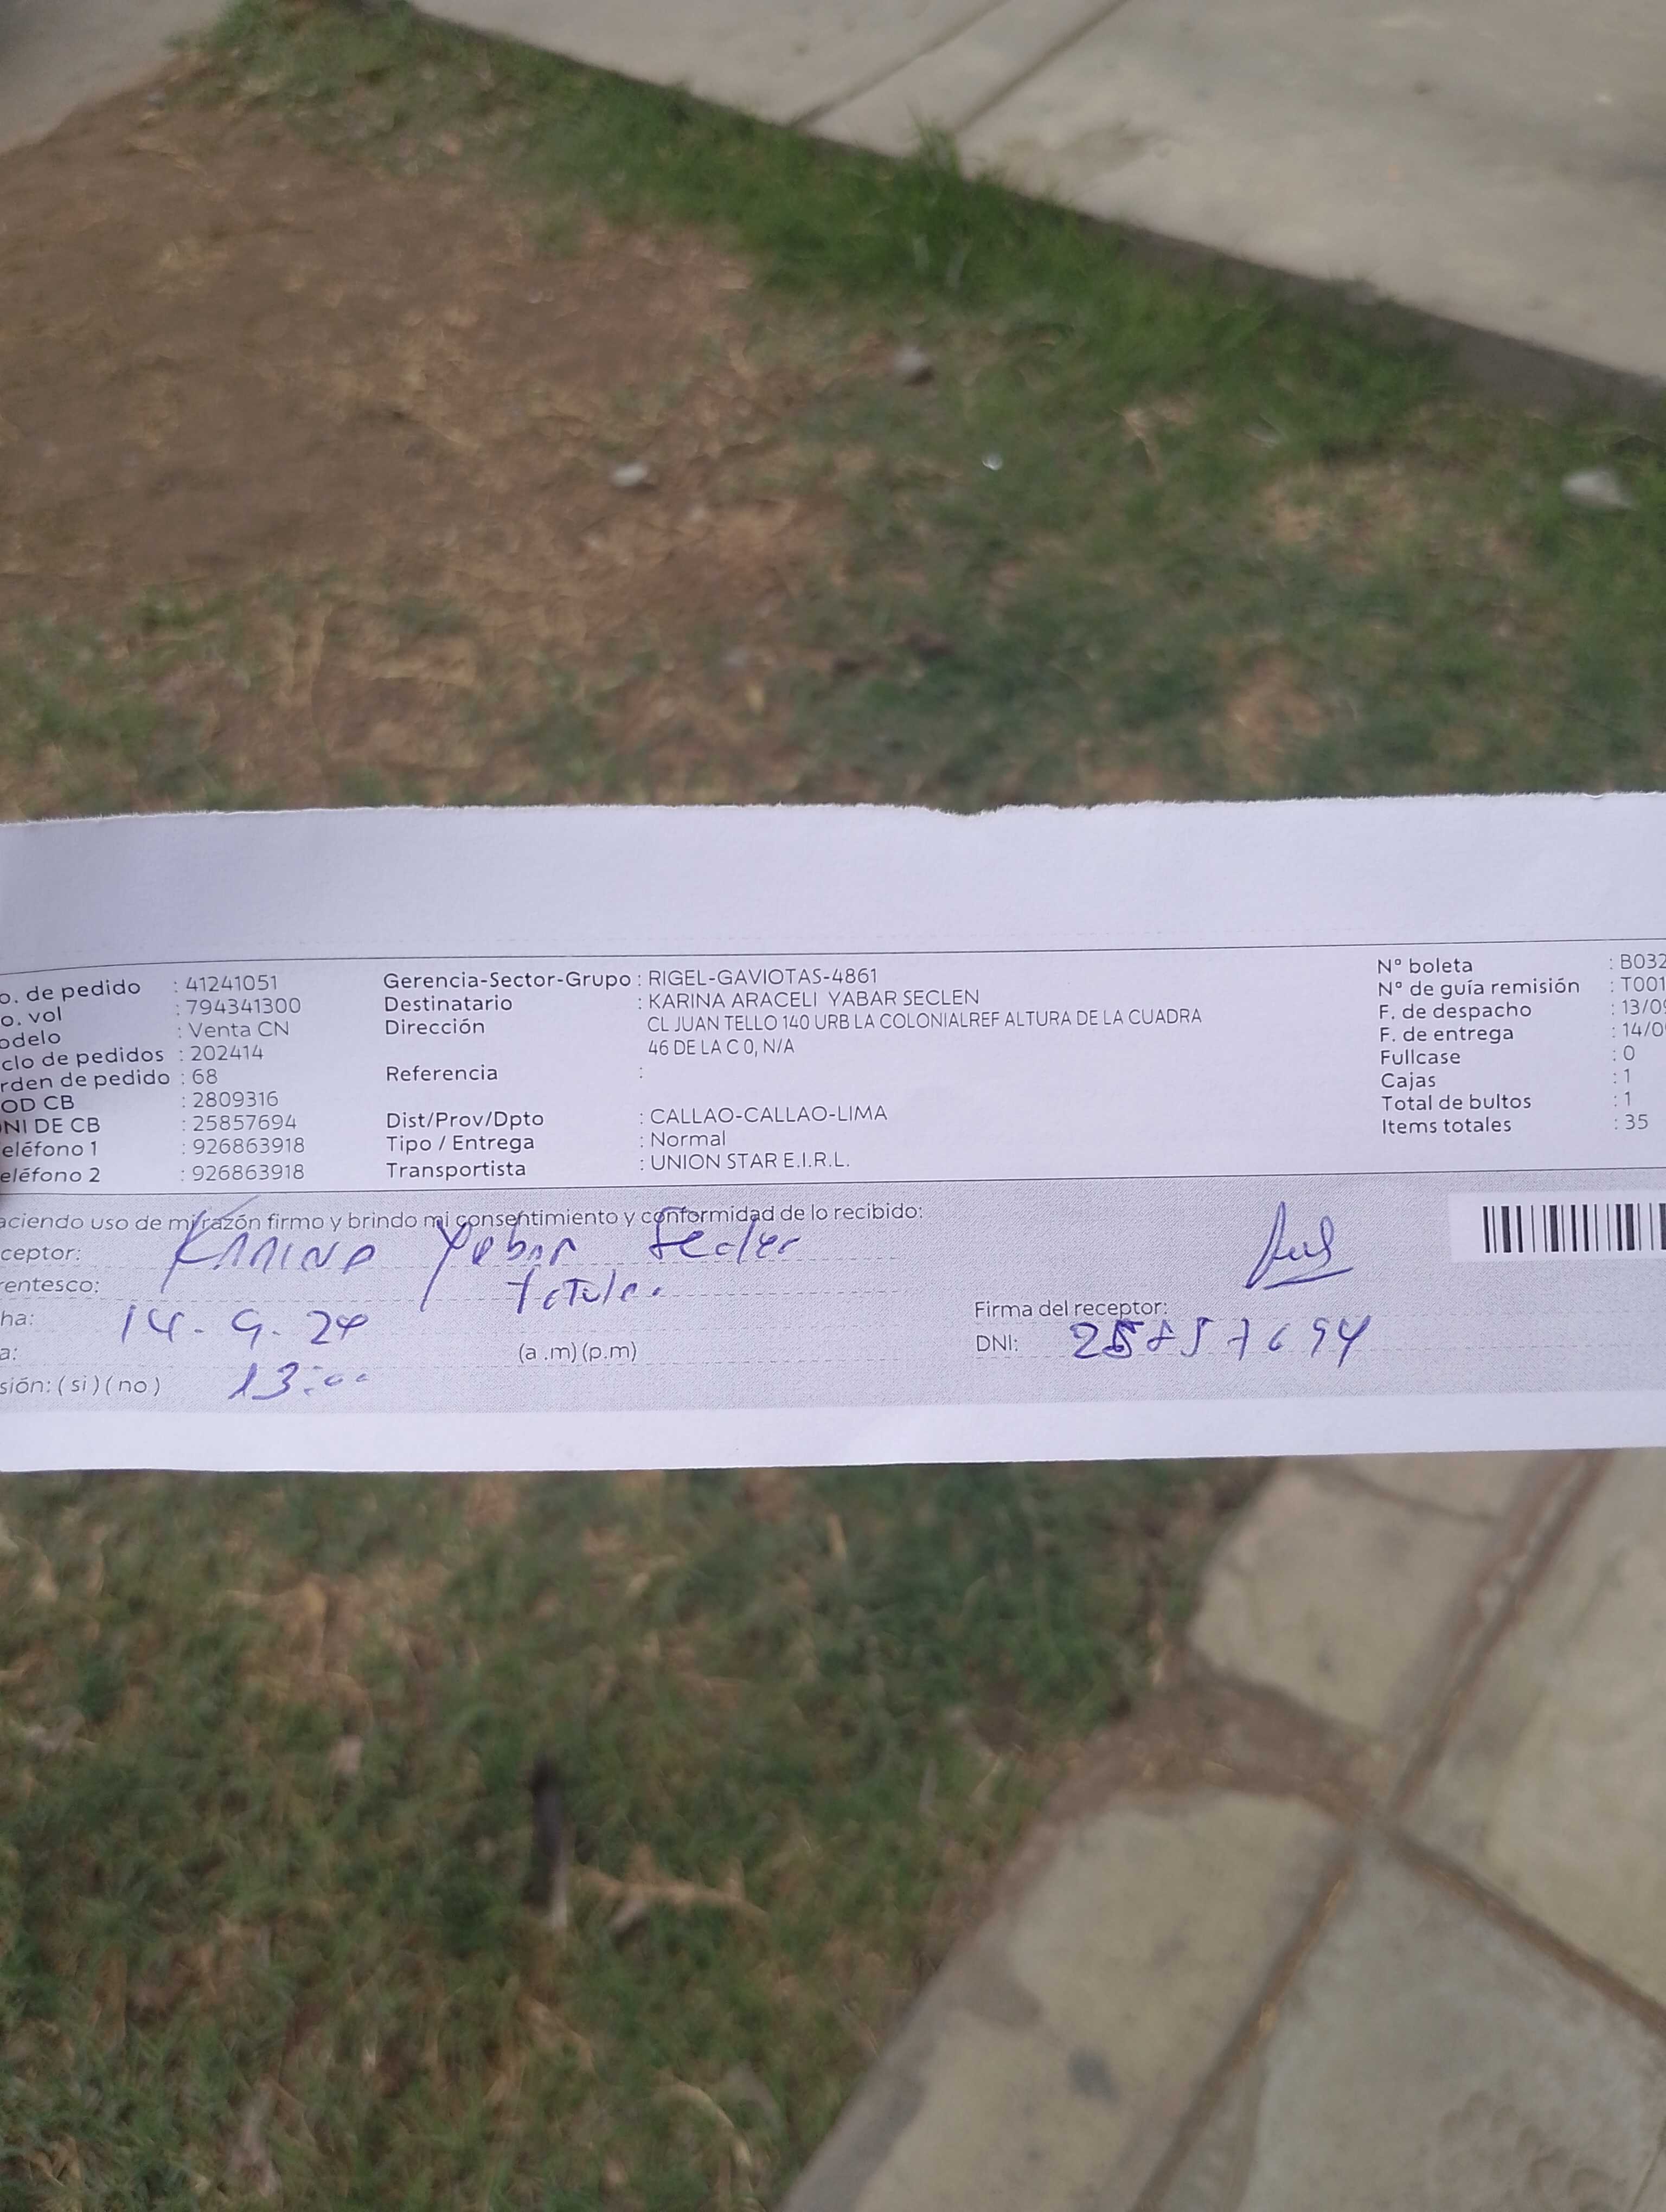 o. de pedido : 41241051
o. vol : 794341300
odelo : Venta CN
clo de pedidos : 202414
rden de pedido : 68
OD CB : 2809316
NI DE CB : 25857694
eléfono 1 : 926863918
eléfono 2 : 926863918
Gerencia-Sector-Grupo : RIGEL-GAVIOTAS-4861
Destinatario : KARINA ARACELI YABAR SECLEN
Dirección CL JUAN TELLO 140 URB LA COLONIALREF ALTURA DE LA CUADRA
46 DE LA C 0, N/A
Referencia :
Dist/Prov/Dpto : CALLAO-CALLAO-LIMA
Tipo / Entrega : Normal
Transportista : UNION STAR E.I.R.L.
Nº boleta : B032
Nº de guía remisión : T001
F. de despacho : 13/09
F. de entrega : 14/0
Fullcase : 0
Cajas : 1
Total de bultos : 1
Items totales : 35
aciendo uso de mi razón firmo y brindo mi consentimiento y conformidad de lo recibido:
ceptor: Karina Yabar Seclen
rentesco: Titular
ha: 14-9-24
a: (a .m) (p.m)
sión: ( si ) ( no ) 13:00
Firma del receptor:
DNI: 25857694